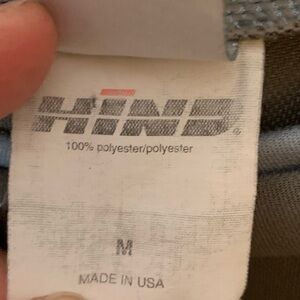 HIND®
100% polyester/polyester
M
MADE IN USA